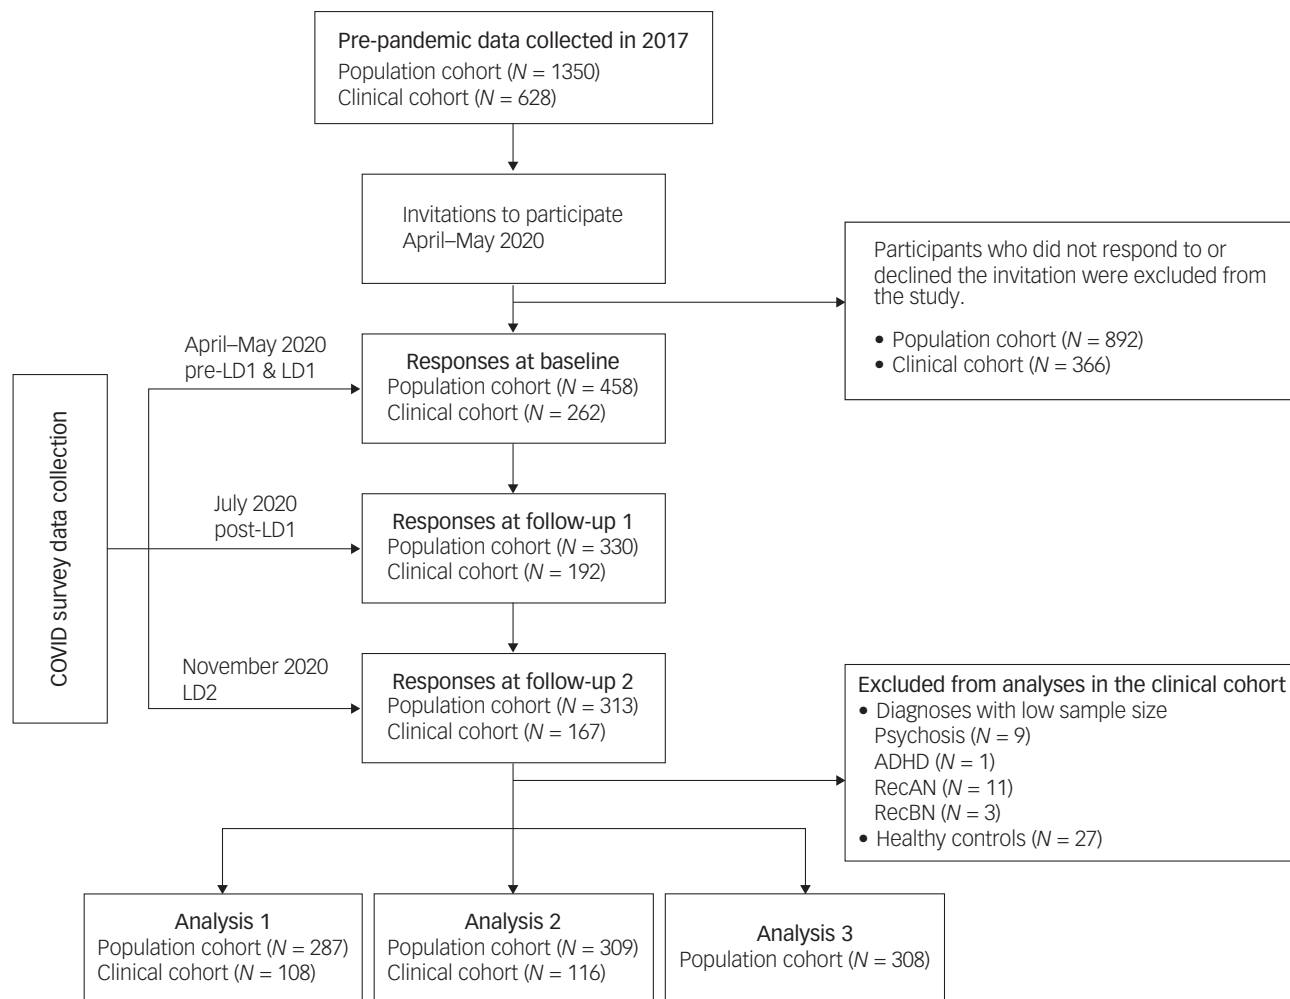 Pre-pandemic data collected in 2017
Population cohort (N = 1350)
Clinical cohort (N = 628)
Invitations to participate
April–May 2020
Participants who did not respond to or
declined the invitation were excluded from
the study.
• Population cohort (N = 892)
• Clinical cohort (N = 366)
COVID survey data collection
April–May 2020
pre-LD1 & LD1
Responses at baseline
Population cohort (N = 458)
Clinical cohort (N = 262)
July 2020
post-LD1
Responses at follow-up 1
Population cohort (N = 330)
Clinical cohort (N = 192)
November 2020
LD2
Responses at follow-up 2
Population cohort (N = 313)
Clinical cohort (N = 167)
Excluded from analyses in the clinical cohort
• Diagnoses with low sample size
Psychosis (N = 9)
ADHD (N = 1)
RecAN (N = 11)
RecBN (N = 3)
• Healthy controls (N = 27)
Analysis 1
Population cohort (N = 287)
Clinical cohort (N = 108)
Analysis 2
Population cohort (N = 309)
Clinical cohort (N = 116)
Analysis 3
Population cohort (N = 308)